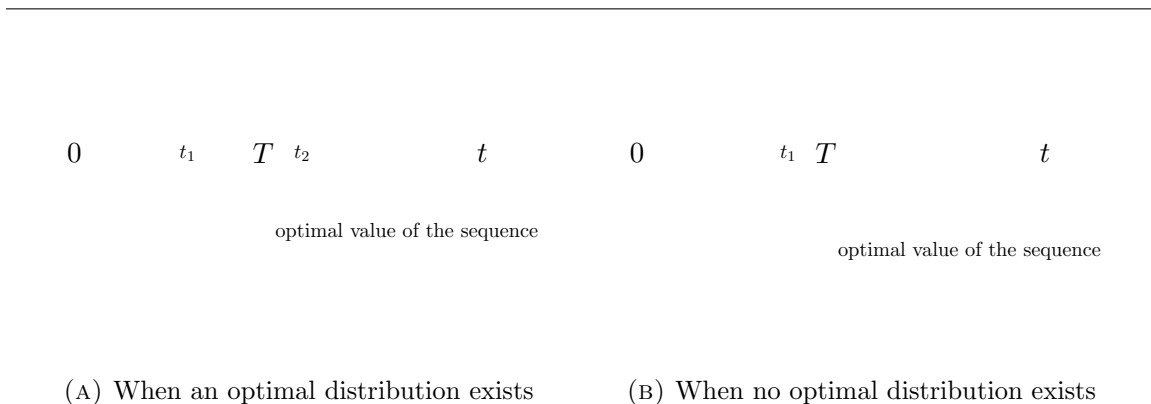 0 t₁ T t₂ t
optimal value of the sequence
(A) When an optimal distribution exists
0 t₁ T t
optimal value of the sequence
(B) When no optimal distribution exists